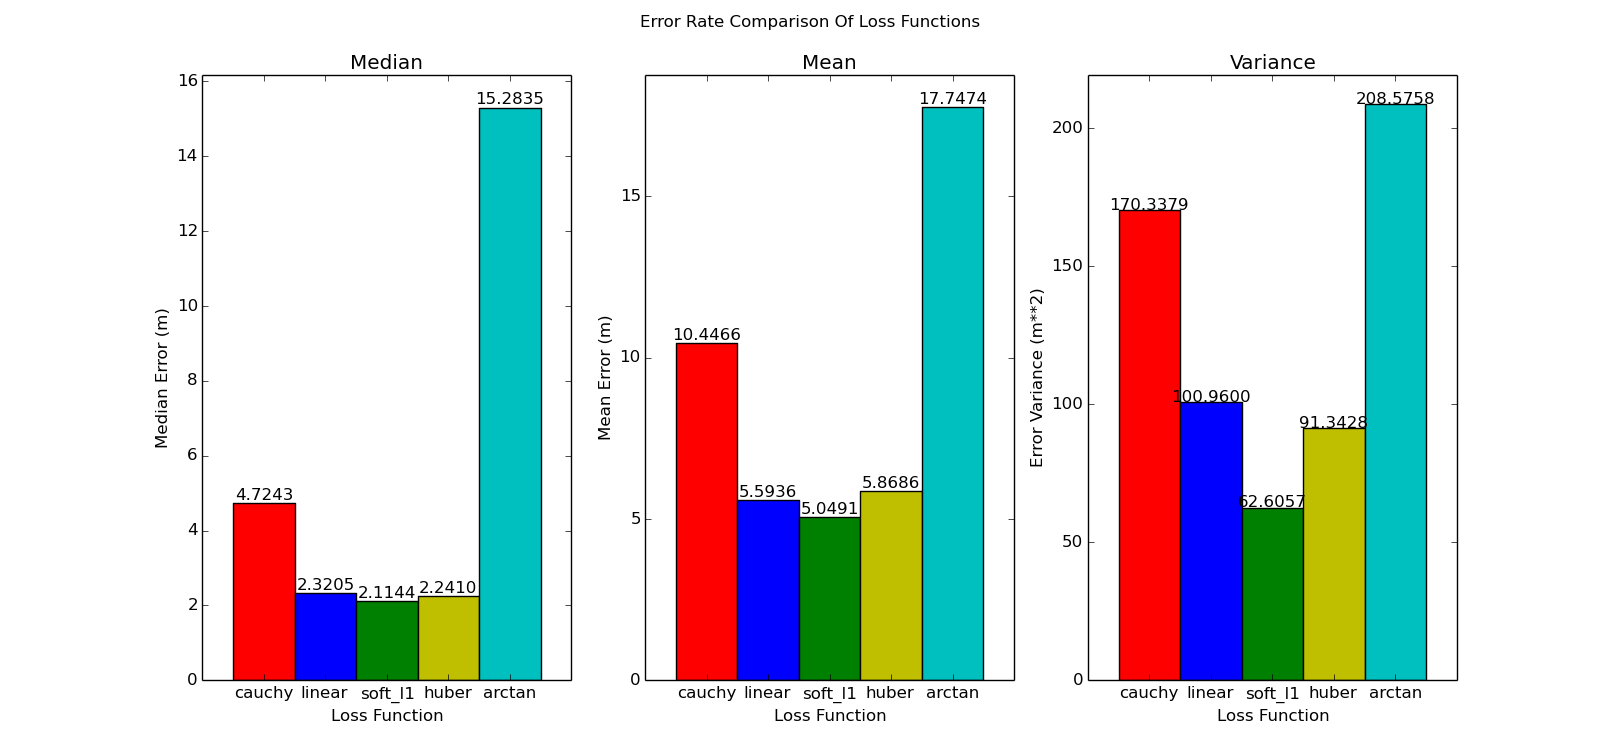 Error Rate Comparison Of Loss Functions
Median
Median Error (m)
16
14
12
10
8
6
4
2
0
4.7243
2.3205
2.1144
2.2410
15.2835
cauchy linear soft_l1 huber arctan
Loss Function
Mean
Mean Error (m)
15
10
5
0
10.4466
5.5936
5.0491
5.8686
17.7474
cauchy linear soft_l1 huber arctan
Loss Function
Variance
Error Variance (m**2)
200
150
100
50
0
170.3379
100.9600
62.6057
91.3428
208.5758
cauchy linear soft_l1 huber arctan
Loss Function